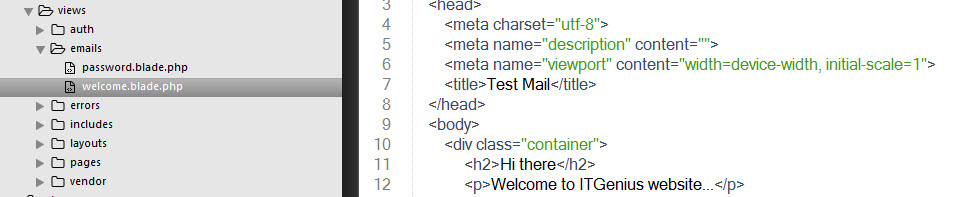 views
auth
emails
password.blade.php
welcome.blade.php
errors
includes
layouts
pages
vendor
3 <head>
4 <meta charset="utf-8">
5 <meta name="description" content="">
6 <meta name="viewport" content="width=device-width, initial-scale=1">
7 <title>Test Mail</title>
8 </head>
9 <body>
10 <div class="container">
11 <h2>Hi there</h2>
12 <p>Welcome to ITGenius website...</p>